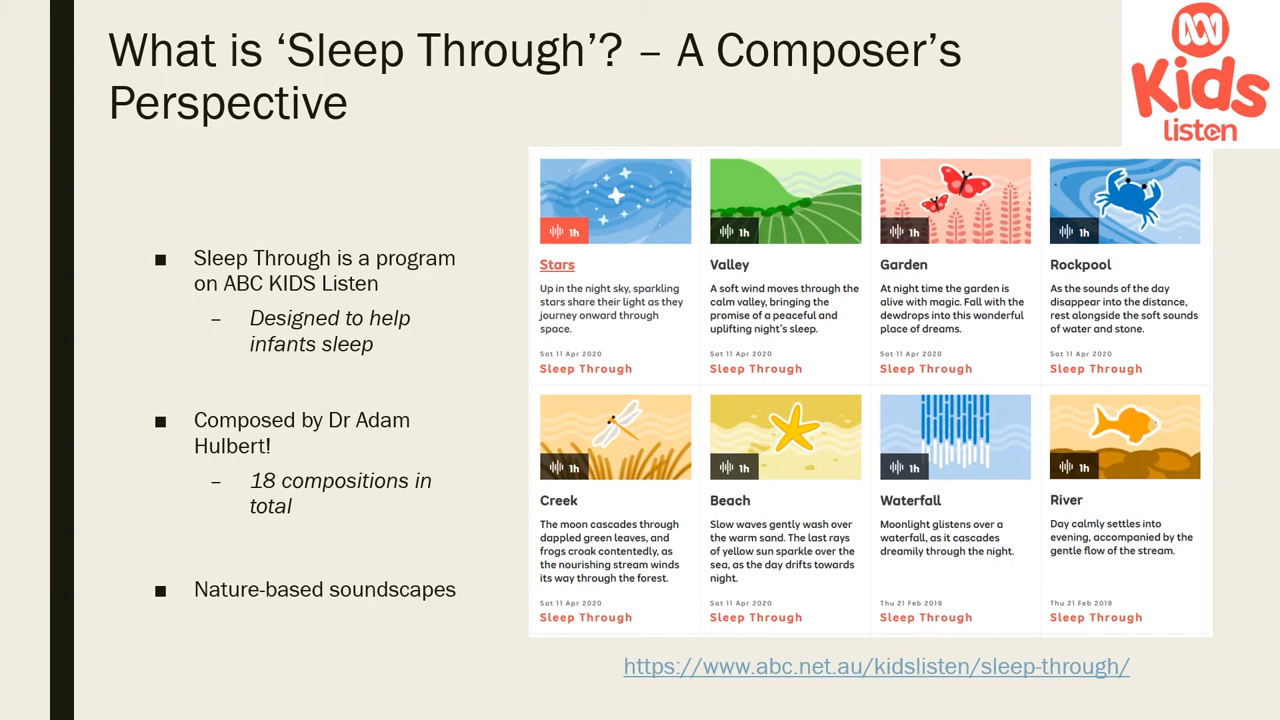 What is ‘Sleep Through’? – A Composer’s
Perspective
Kids
listen
■ Sleep Through is a program
on ABC KIDS Listen
– Designed to help
infants sleep
■ Composed by Dr Adam
Hulbert!
– 18 compositions in
total
■ Nature-based soundscapes
1h
Stars
Up in the night sky, sparkling
stars share their light as they
journey onward through
space.
Sat 11 Apr 2020
Sleep Through
1h
Valley
A soft wind moves through the
calm valley, bringing the
promise of a peaceful and
uplifting night's sleep.
Sat 11 Apr 2020
Sleep Through
1h
Garden
At night time the garden is
alive with magic. Fall with the
dewdrops into this wonderful
place of dreams.
Sat 11 Apr 2020
Sleep Through
1h
Rockpool
As the sounds of the day
disappear into the distance,
rest alongside the soft sounds
of water and stone.
Sat 11 Apr 2020
Sleep Through
1h
Creek
The moon cascades through
dappled green leaves, and
frogs croak contentedly, as
the nourishing stream winds
its way through the forest.
Sat 11 Apr 2020
Sleep Through
1h
Beach
Slow waves gently wash over
the warm sand. The last rays
of yellow sun sparkle over the
sea, as the day drifts towards
night.
Sat 11 Apr 2020
Sleep Through
1h
Waterfall
Moonlight glistens over a
waterfall, as it cascades
dreamily through the night.
Thu 21 Feb 2019
Sleep Through
1h
River
Day calmly settles into
evening, accompanied by the
gentle flow of the stream.
Thu 21 Feb 2019
Sleep Through
https://www.abc.net.au/kidslisten/sleep-through/